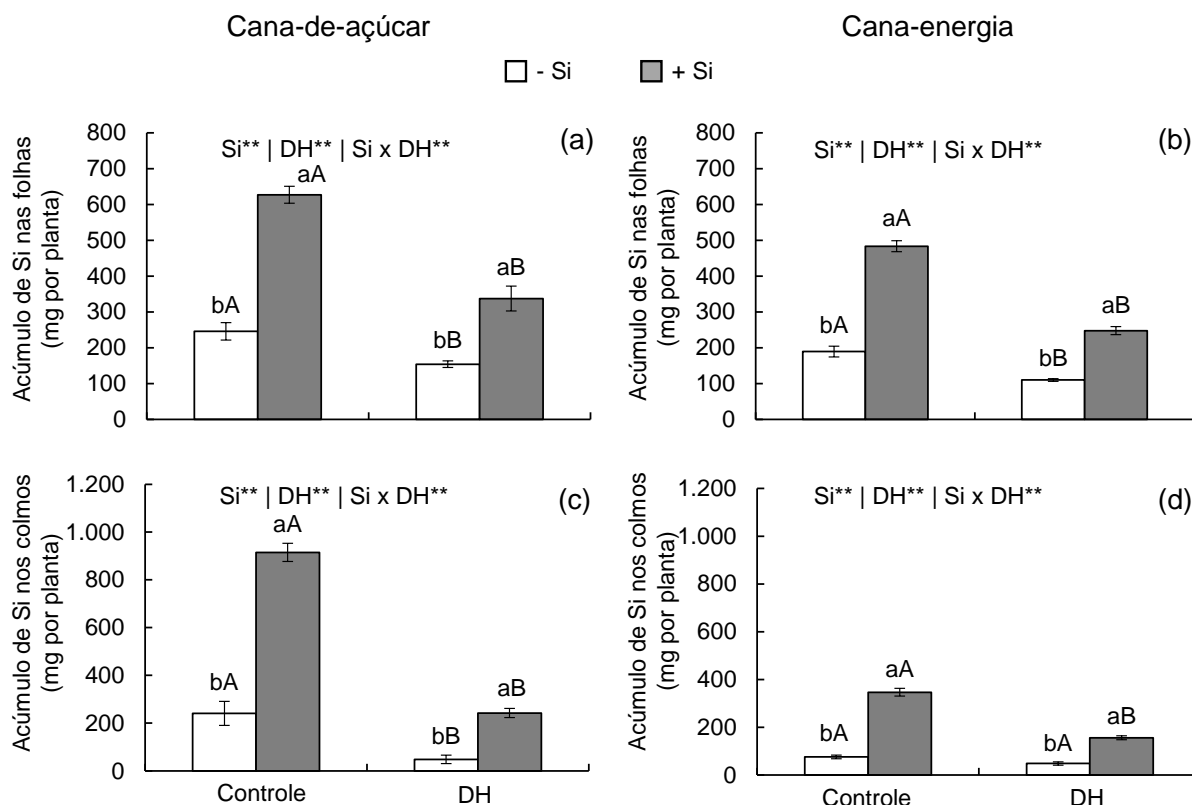 Cana-de-açúcar
Cana-energia
- Si
+ Si
Acúmulo de Si nas folhas
(mg por planta)
800
700
600
500
400
300
200
100
0
Si** | DH** | Si x DH**
(a)
bA
aA
bB
aB
Acúmulo de Si nas folhas
(mg por planta)
800
700
600
500
400
300
200
100
0
Si** | DH** | Si x DH**
(b)
bA
aA
bB
aB
Acúmulo de Si nos colmos
(mg por planta)
1.200
1.000
800
600
400
200
0
Si** | DH** | Si x DH**
(c)
bA
aA
bB
aB
Controle
DH
Acúmulo de Si nos colmos
(mg por planta)
1.200
1.000
800
600
400
200
0
Si** | DH** | Si x DH**
(d)
bA
aA
bA
aB
Controle
DH